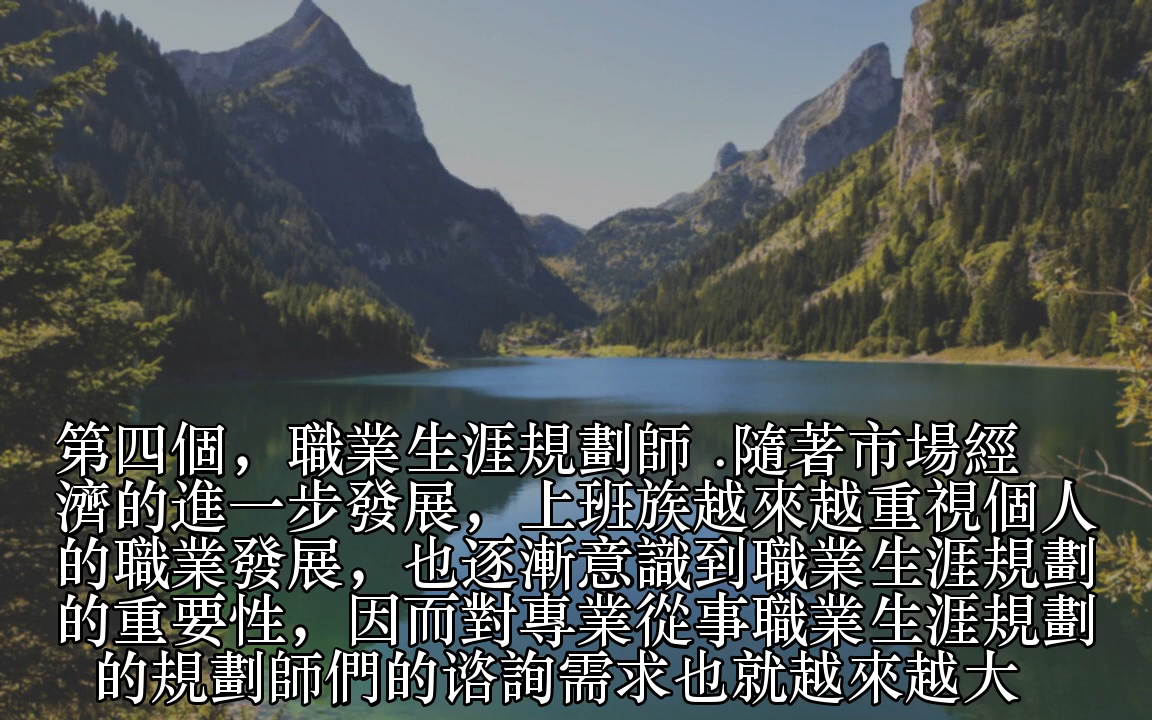 第四個，職業生涯規劃師 .隨著市場經
濟的進一步發展，上班族越來越重視個人
的職業發展，也逐漸意識到職業生涯規劃
的重要性，因而對專業從事職業生涯規劃
的規劃師們的谘詢需求也就越來越大